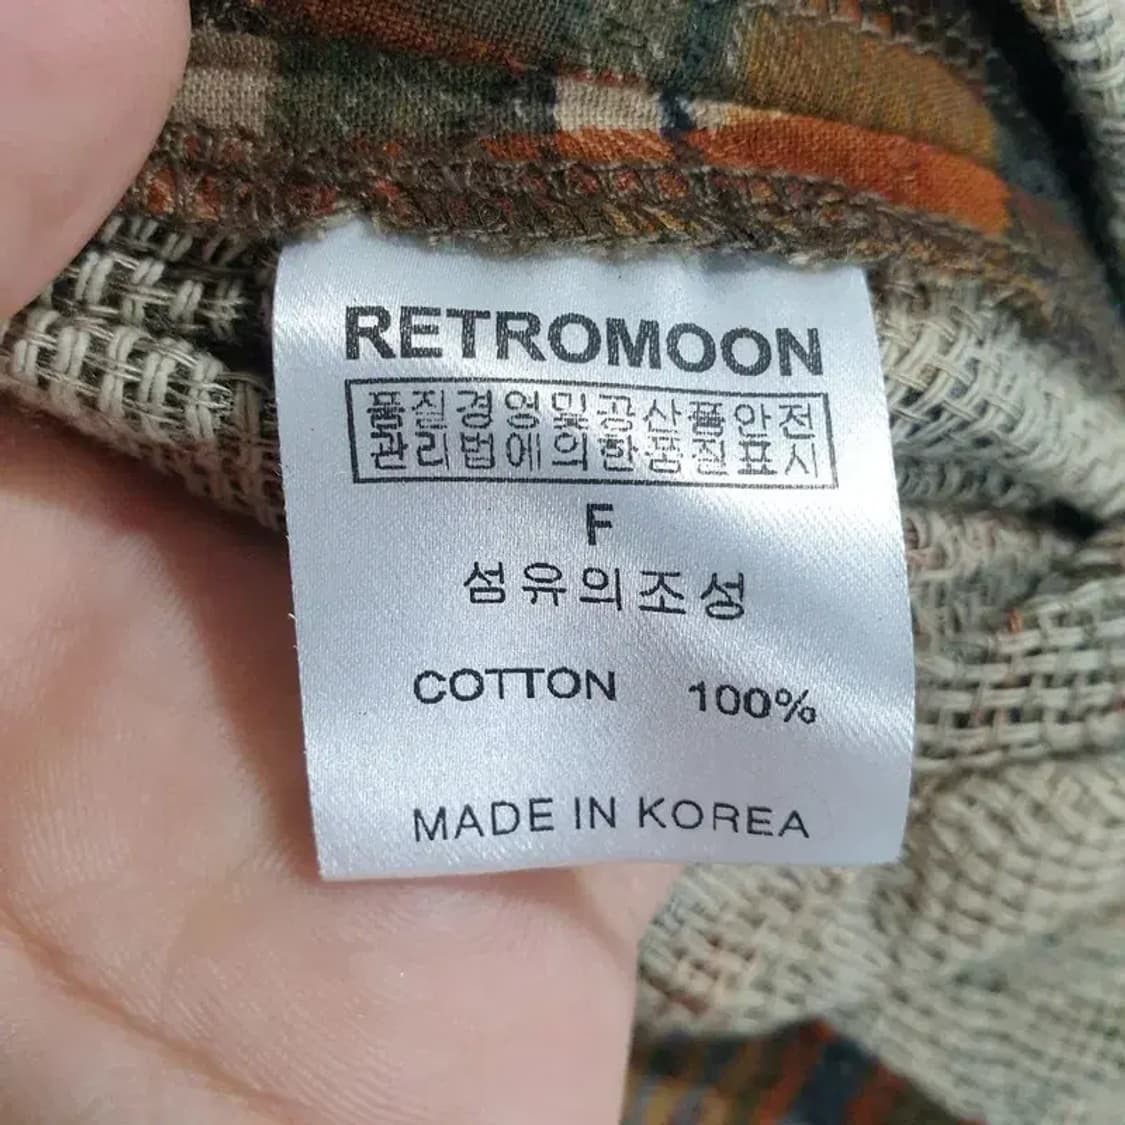 RETROMOON
품질경영및공산품안전
관리법에의한품질표시
F
섬유의조성
COTTON 100%
MADE IN KOREA